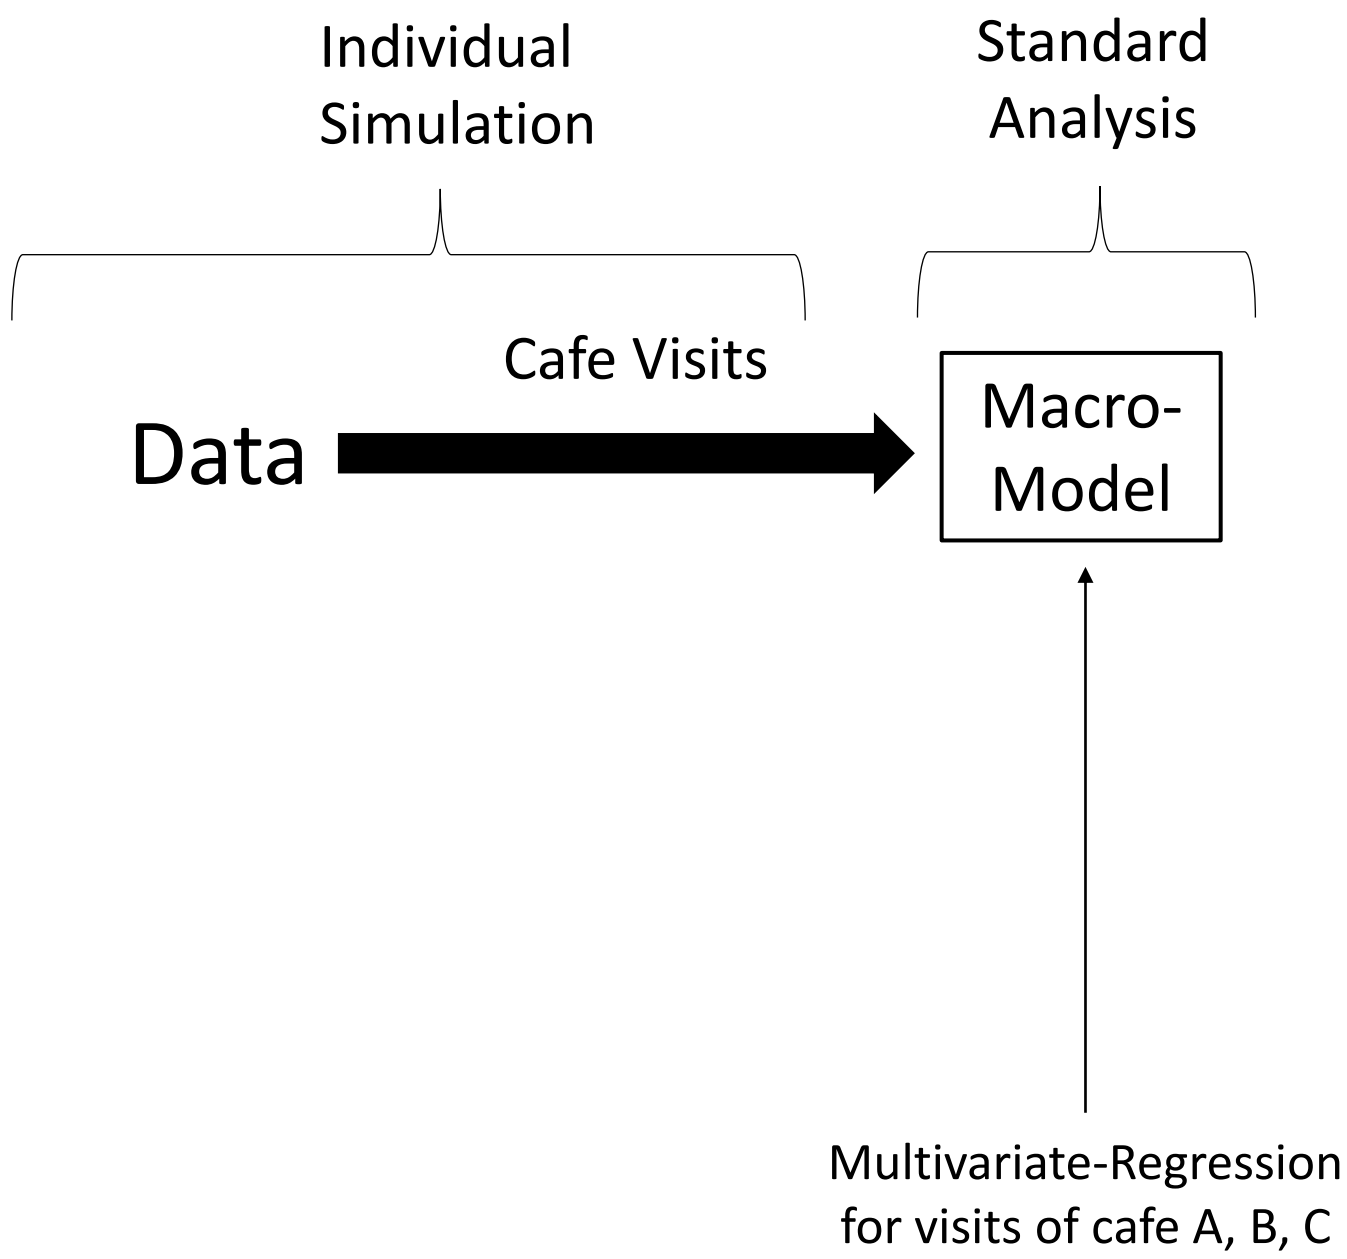 Individual
Simulation
Standard
Analysis
Cafe Visits
Data
Macro-
Model
Multivariate-Regression
for visits of cafe A, B, C